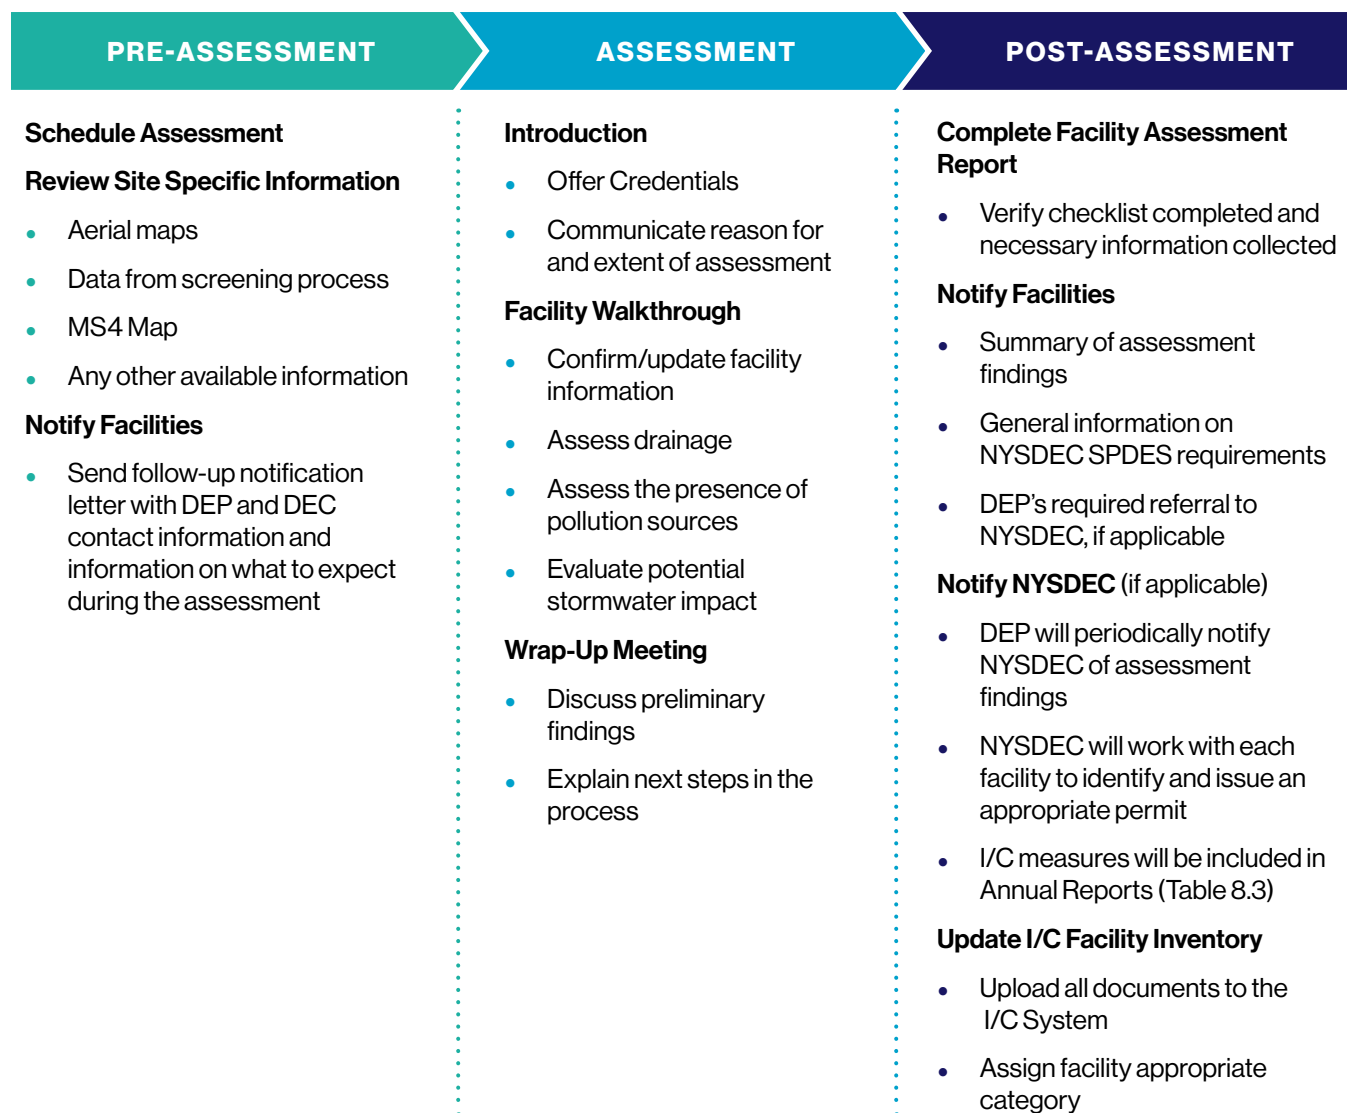 PRE-ASSESSMENT
Schedule Assessment
Review Site Specific Information
• Aerial maps
• Data from screening process
• MS4 Map
• Any other available information
Notify Facilities
• Send follow-up notification
letter with DEP and DEC
contact information and
information on what to expect
during the assessment
ASSESSMENT
Introduction
• Offer Credentials
• Communicate reason for
and extent of assessment
Facility Walkthrough
• Confirm/update facility
information
• Assess drainage
• Assess the presence of
pollution sources
• Evaluate potential
stormwater impact
Wrap-Up Meeting
• Discuss preliminary
findings
• Explain next steps in the
process
POST-ASSESSMENT
Complete Facility Assessment
Report
• Verify checklist completed and
necessary information collected
Notify Facilities
• Summary of assessment
findings
• General information on
NYSDEC SPDES requirements
• DEP's required referral to
NYSDEC, if applicable
Notify NYSDEC (if applicable)
• DEP will periodically notify
NYSDEC of assessment
findings
• NYSDEC will work with each
facility to identify and issue an
appropriate permit
• I/C measures will be included in
Annual Reports (Table 8.3)
Update I/C Facility Inventory
• Upload all documents to the
I/C System
• Assign facility appropriate
category